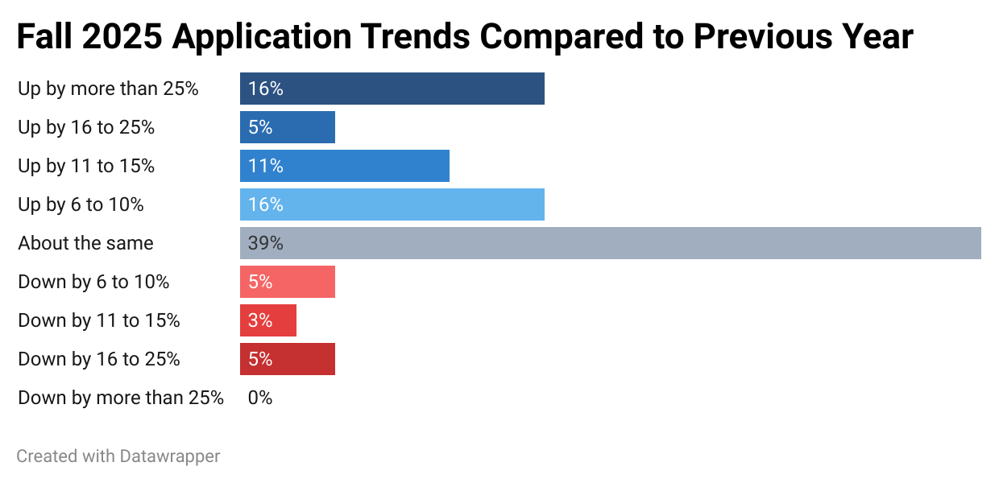 Fall 2025 Application Trends Compared to Previous Year
Up by more than 25% 16%
Up by 16 to 25% 5%
Up by 11 to 15% 11%
Up by 6 to 10% 16%
About the same 39%
Down by 6 to 10% 5%
Down by 11 to 15% 3%
Down by 16 to 25% 5%
Down by more than 25% 0%
Created with Datawrapper